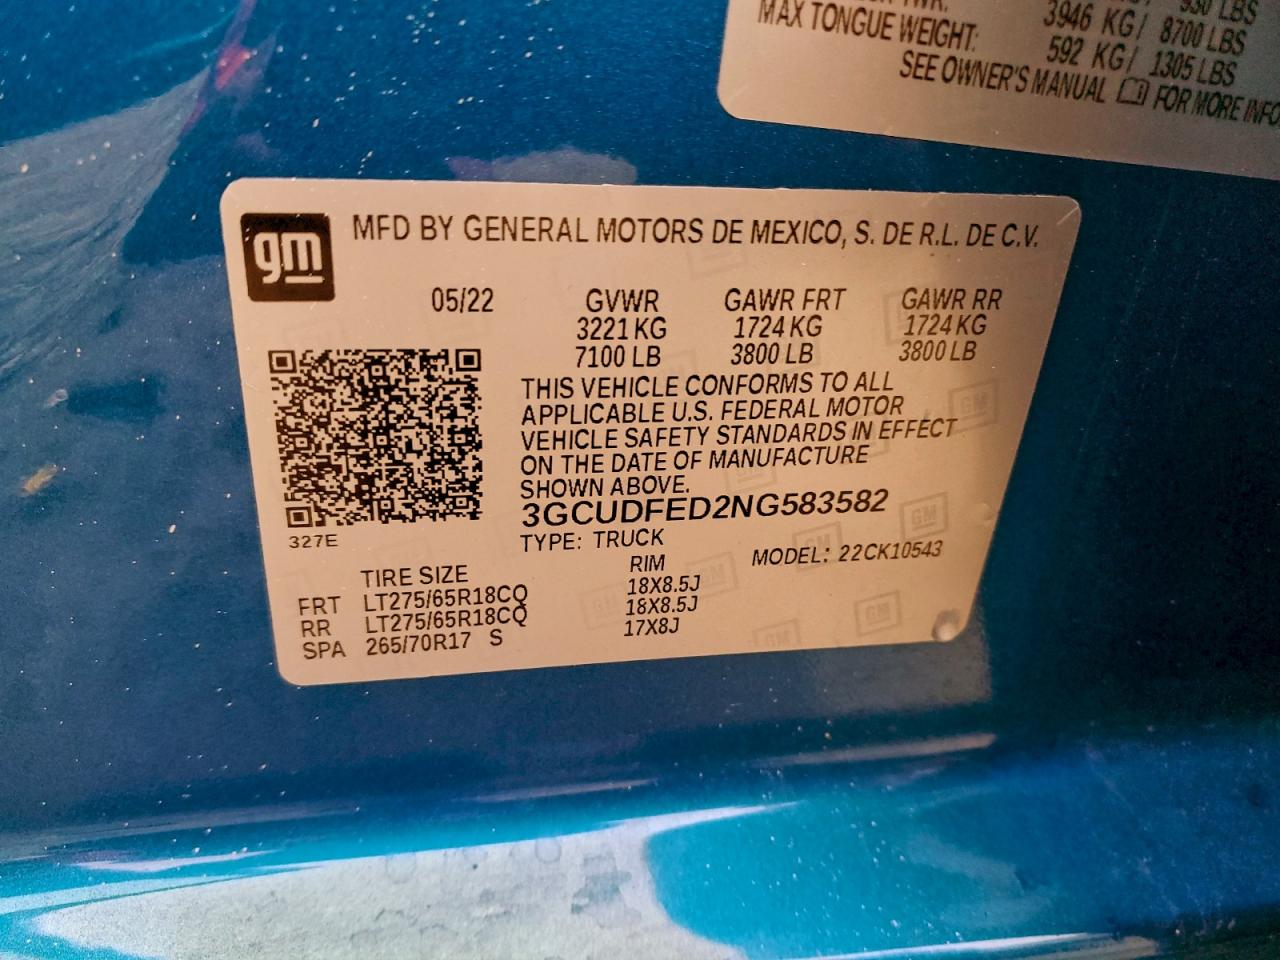 930 LBS
3946 KG/ 8700 LBS
MAX TONGUE WEIGHT: 592 KG/ 1305 LBS
SEE OWNER'S MANUAL FOR MORE INFO
gm
MFD BY GENERAL MOTORS DE MEXICO, S. DE R.L. DE C.V.
05/22 GVWR GAWR FRT GAWR RR
3221 KG 1724 KG 1724 KG
7100 LB 3800 LB 3800 LB
THIS VEHICLE CONFORMS TO ALL
APPLICABLE U.S. FEDERAL MOTOR
VEHICLE SAFETY STANDARDS IN EFFECT
ON THE DATE OF MANUFACTURE
SHOWN ABOVE.
3GCUDFED2NG583582
327E
TYPE: TRUCK
MODEL: 22CK10543
TIRE SIZE RIM
FRT LT275/65R18CQ 18X8.5J
RR LT275/65R18CQ 18X8.5J
SPA 265/70R17 S 17X8J